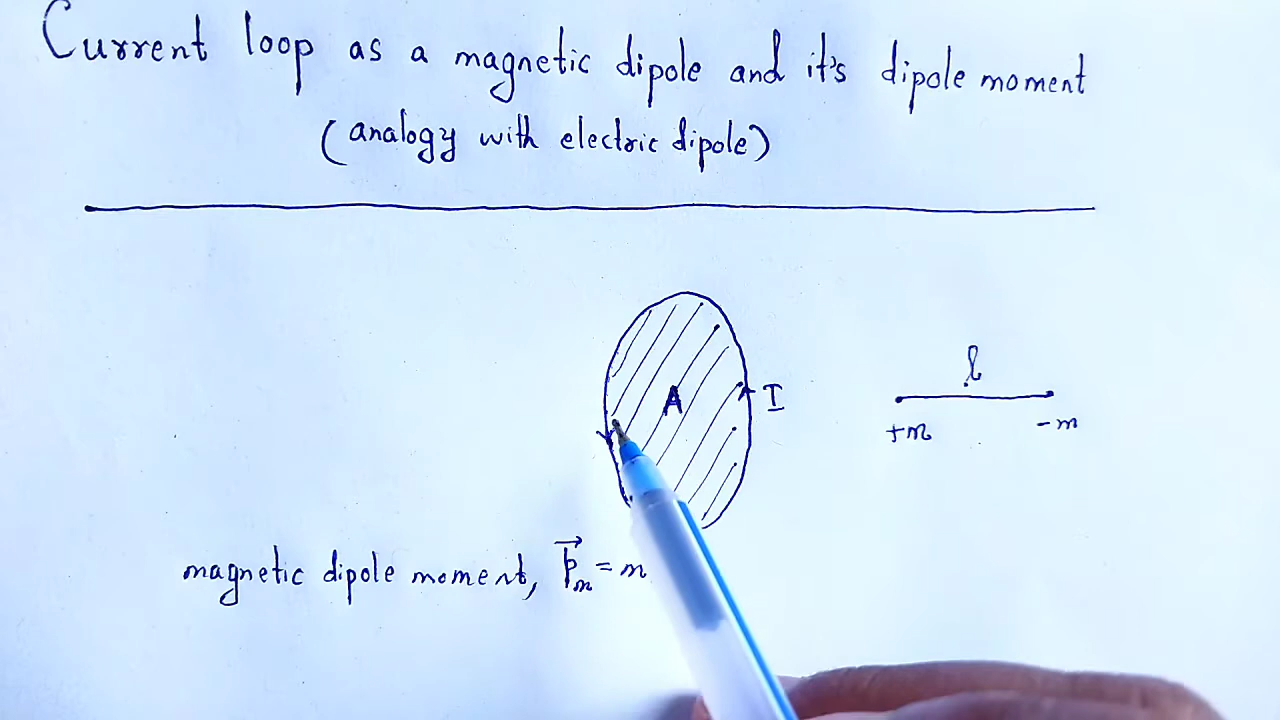 Current loop as a magnetic dipole and it's dipole moment
(analogy with electric dipole)
A
I
l
+m
-m
magnetic dipole moment, p⃗ₘ = m